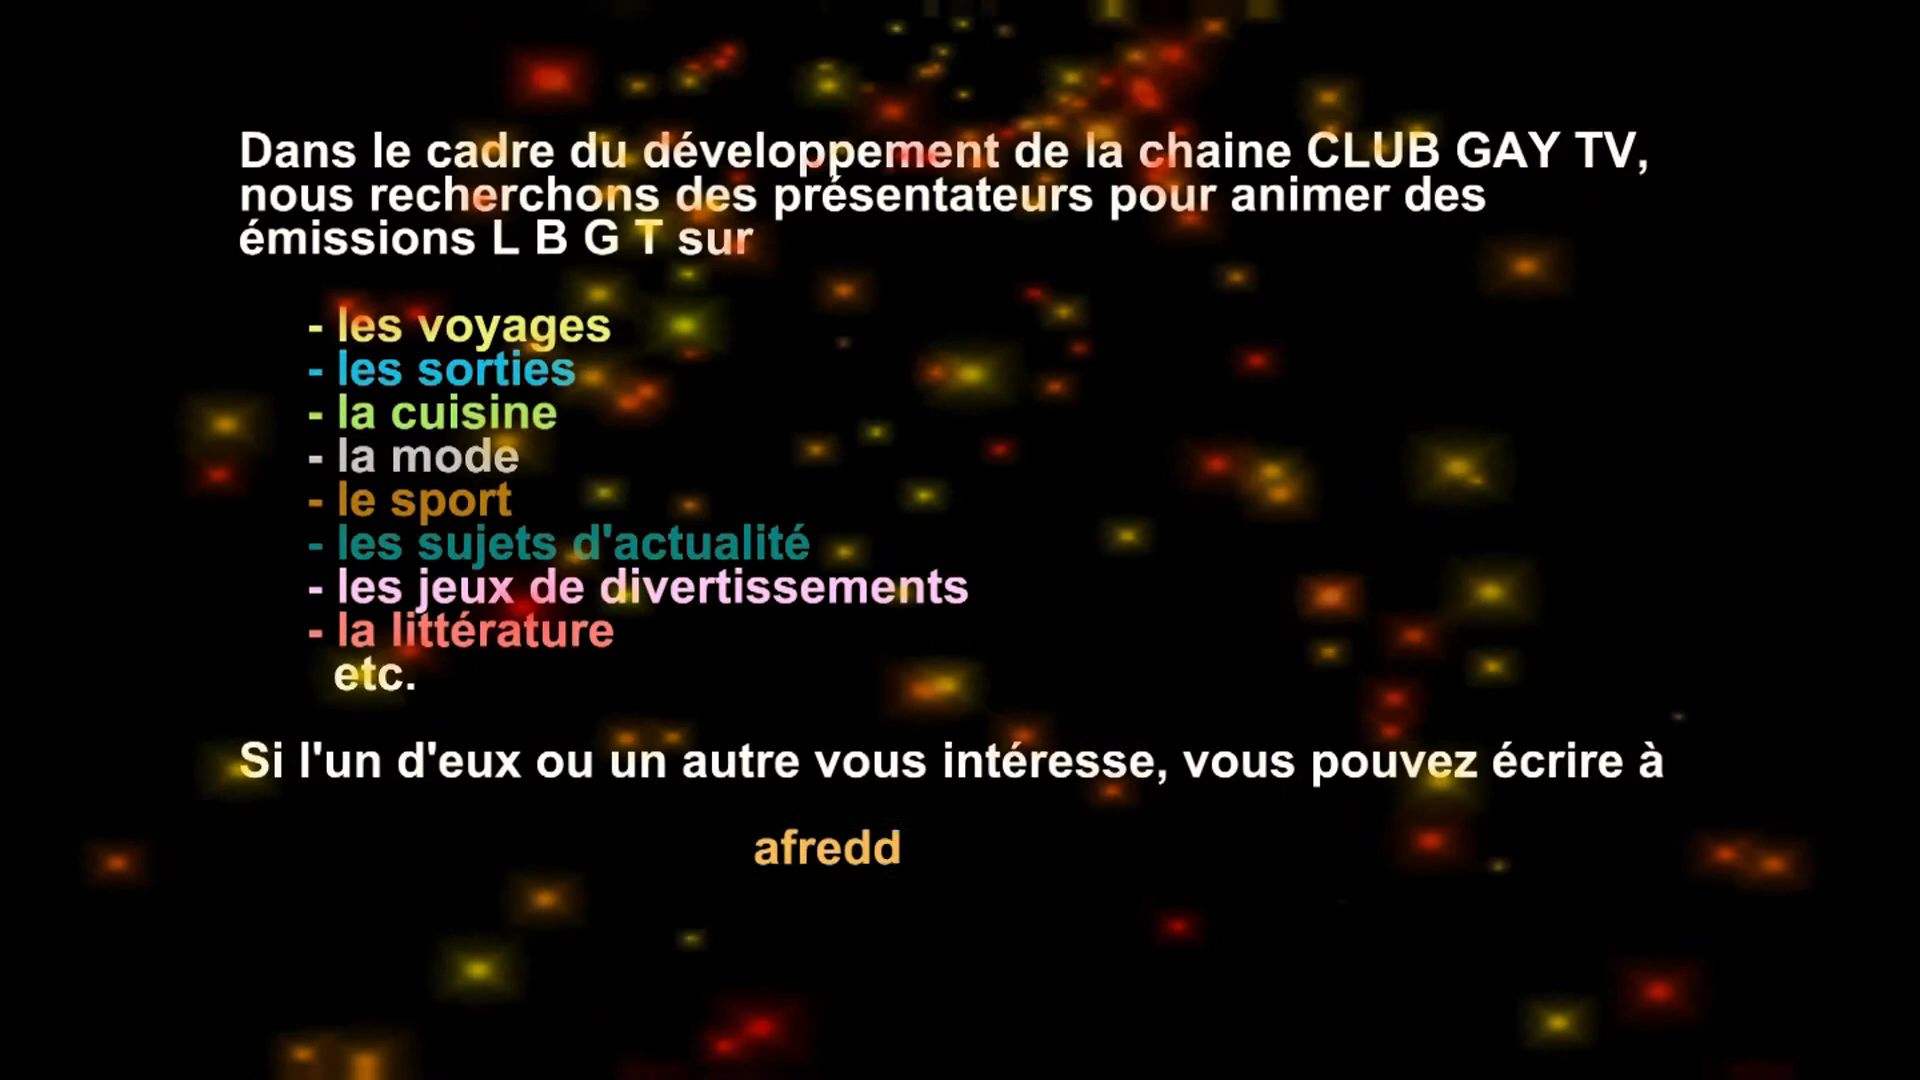 Dans le cadre du développement de la chaine CLUB GAY TV,
nous recherchons des présentateurs pour animer des
émissions L B G T sur
- les voyages
- les sorties
- la cuisine
- la mode
- le sport
- les sujets d'actualité
- les jeux de divertissements
- la littérature
etc.
Si l'un d'eux ou un autre vous intéresse, vous pouvez écrire à
afredd